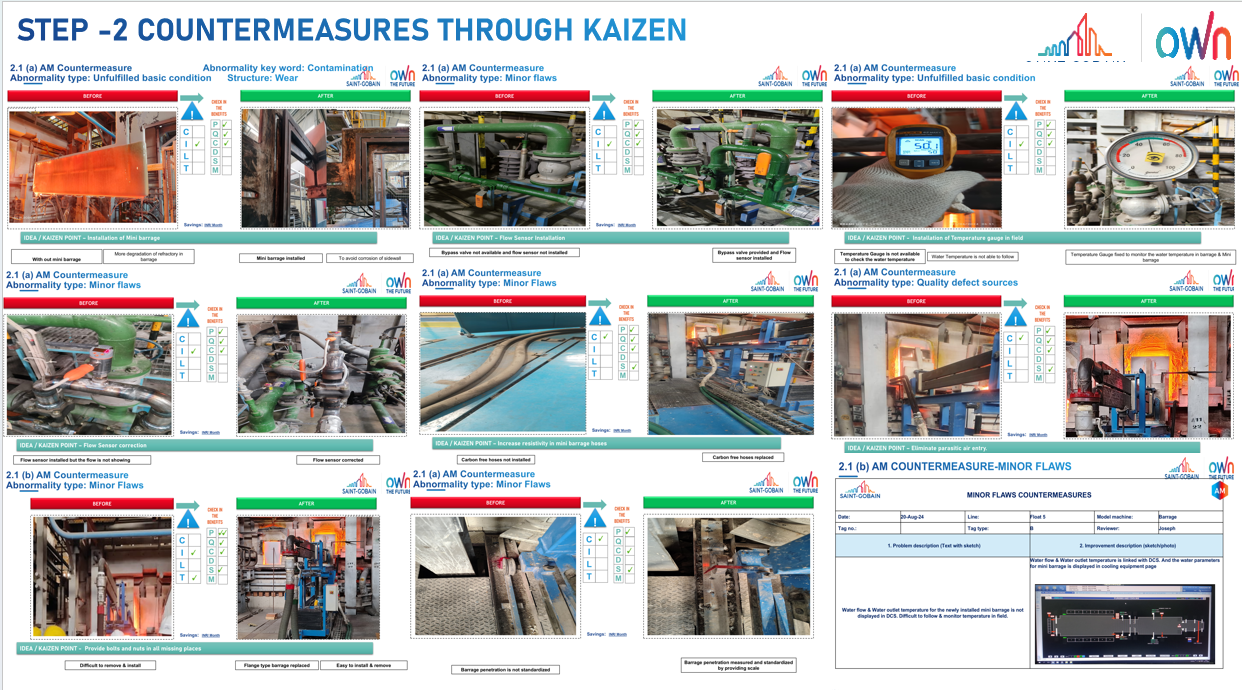 STEP -2 COUNTERMEASURES THROUGH KAIZEN
own
2.1 (a) AM Countermeasure
Abnormality key word: Contamination
Abnormality type: Unfulfilled basic condition
Structure: Wear
SAINT-GOBAIN
OWN
THE FUTURE
BEFORE
AFTER
CHECK IN
THE
BENEFITS
C
I
L
T
P
Q
C
D
S
M
Savings: INR/ Month
IDEA / KAIZEN POINT – Installation of Mini barrage
With out mini barrage
More degradation of refractory in
barrage
Mini barrage installed
To avoid corrosion of sidewell
2.1 (a) AM Countermeasure
Abnormality type: Minor flaws
SAINT-GOBAIN
OWN
THE FUTURE
BEFORE
AFTER
CHECK IN
THE
BENEFITS
C
I
L
T
P
Q
C
D
S
M
Savings: INR/ Month
IDEA / KAIZEN POINT – Flow Sensor Installation
Bypass valve not available and flow sensor not installed
Bypass valve provided and Flow
sensor installed
2.1 (a) AM Countermeasure
Abnormality type: Unfulfilled basic condition
SAINT-GOBAIN
OWN
THE FUTURE
BEFORE
AFTER
CHECK IN
THE
BENEFITS
C
I
L
T
P
Q
C
D
S
M
IDEA / KAIZEN POINT – Installation of Temperature gauge in field
Temperature Gauge is not available
to check the water temperature
Water Temperature is not able to follow
Temperature Gauge fixed to monitor the water temperature in barrage & Mini
barrage
2.1 (a) AM Countermeasure
Abnormality type: Minor flaws
SAINT-GOBAIN
OWN
THE FUTURE
BEFORE
AFTER
CHECK IN
THE
BENEFITS
C
I
L
T
P
Q
C
D
S
M
Savings: INR/ Month
IDEA / KAIZEN POINT – Flow Sensor correction
Flow sensor installed but the flow is not showing
Flow sensor corrected
2.1 (a) AM Countermeasure
Abnormality type: Minor Flaws
SAINT-GOBAIN
OWN
THE FUTURE
BEFORE
AFTER
CHECK IN
THE
BENEFITS
C
I
L
T
P
Q
C
D
S
M
Savings: INR/ Month
IDEA / KAIZEN POINT – Increase resistivity in mini barrage hoses
Carbon free hoses not installed
Carbon free hoses replaced
2.1 (a) AM Countermeasure
Abnormality type: Quality defect sources
SAINT-GOBAIN
OWN
THE FUTURE
BEFORE
AFTER
CHECK IN
THE
BENEFITS
C
I
L
T
P
Q
C
D
S
M
Savings: INR/ Month
IDEA / KAIZEN POINT – Eliminate parasitic air entry.
2.1 (b) AM Countermeasure
Abnormality type: Minor Flaws
SAINT-GOBAIN
OWN
THE FUTURE
BEFORE
AFTER
CHECK IN
THE
BENEFITS
C
I
L
T
P
Q
C
D
S
M
Savings: INR/ Month
IDEA / KAIZEN POINT – Provide bolts and nuts in all missing places
Difficult to remove & install
Flange type barrage replaced
Easy to install & remove
2.1 (a) AM Countermeasure
Abnormality type: Minor Flaws
SAINT-GOBAIN
OWN
THE FUTURE
BEFORE
AFTER
CHECK IN
THE
BENEFITS
C
I
L
T
P
Q
C
D
S
M
Savings: INR/ Month
Barrage penetration is not standardized
Barrage penetration measured and standardized
by providing scale
2.1 (b) AM COUNTERMEASURE-MINOR FLAWS
SAINT-GOBAIN
OWN
THE FUTURE
SAINT-GOBAIN
MINOR FLAWS COUNTERMEASURES
AM
Date: 20-Aug-24 Line: Float 5 Model machine: Barrage
Tag no.: Tag type: B Reviewer: Joseph
1. Problem description (Text with sketch)
2. Improvement description (sketch/photo)
Water flow & Water outlet temperature is linked with DCS. And the water parameters
for mini barrage is displayed in cooling equipment page
Water flow & Water outlet temperature for the newly installed mini barrage is not
displayed in DCS. Difficult to follow & monitor temperature in field.